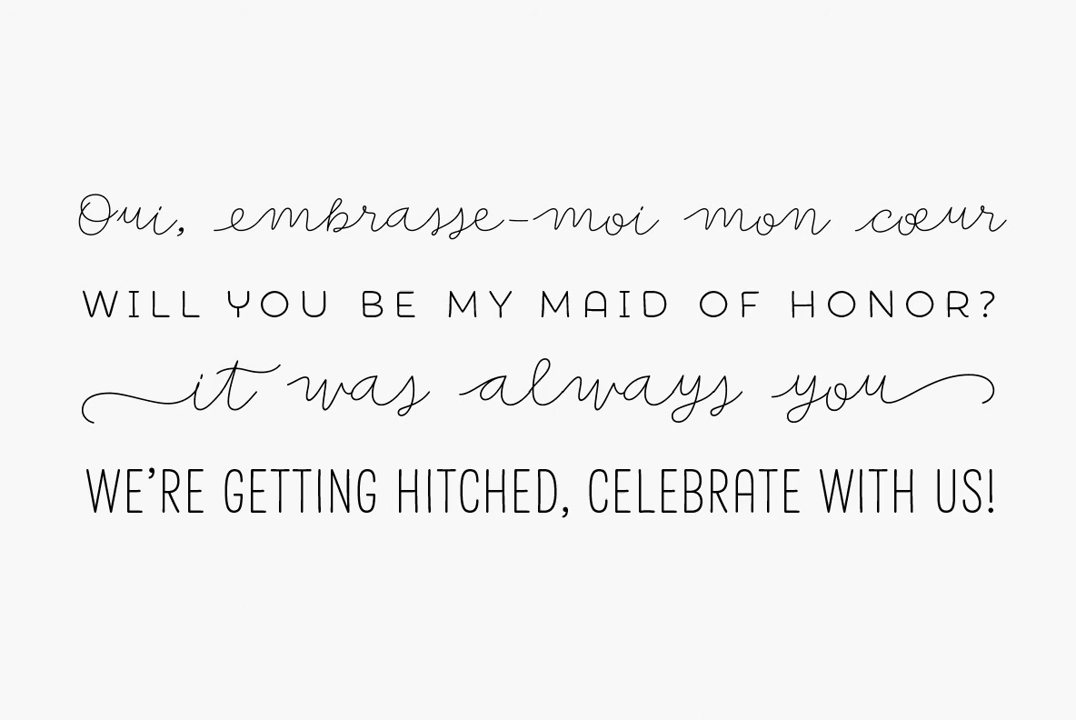 Oui, embrasse-moi mon cœur
WILL YOU BE MY MAID OF HONOR?
it was always you
WE’RE GETTING HITCHED, CELEBRATE WITH US!